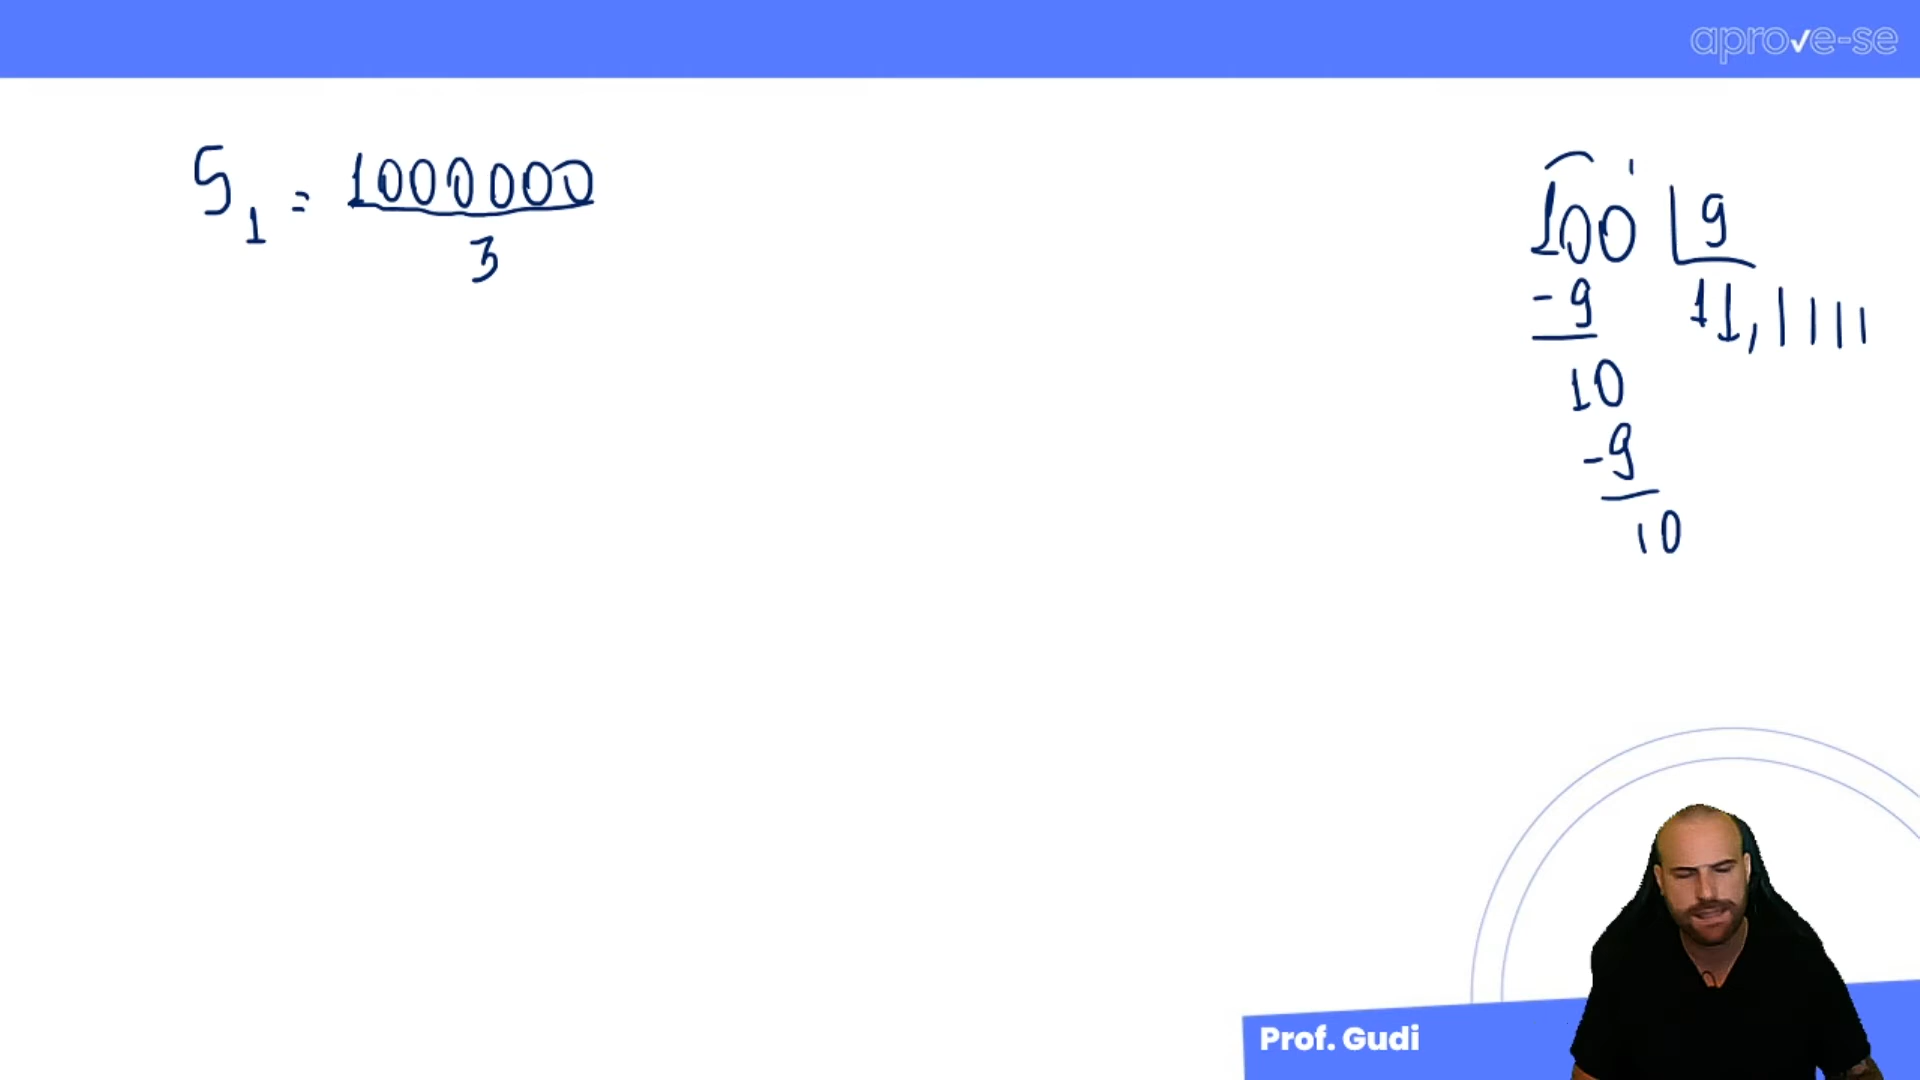 aprove-se
S₁ = 1000000
3
100 9
-9 11,1111
10
-9
10
Prof. Gudi